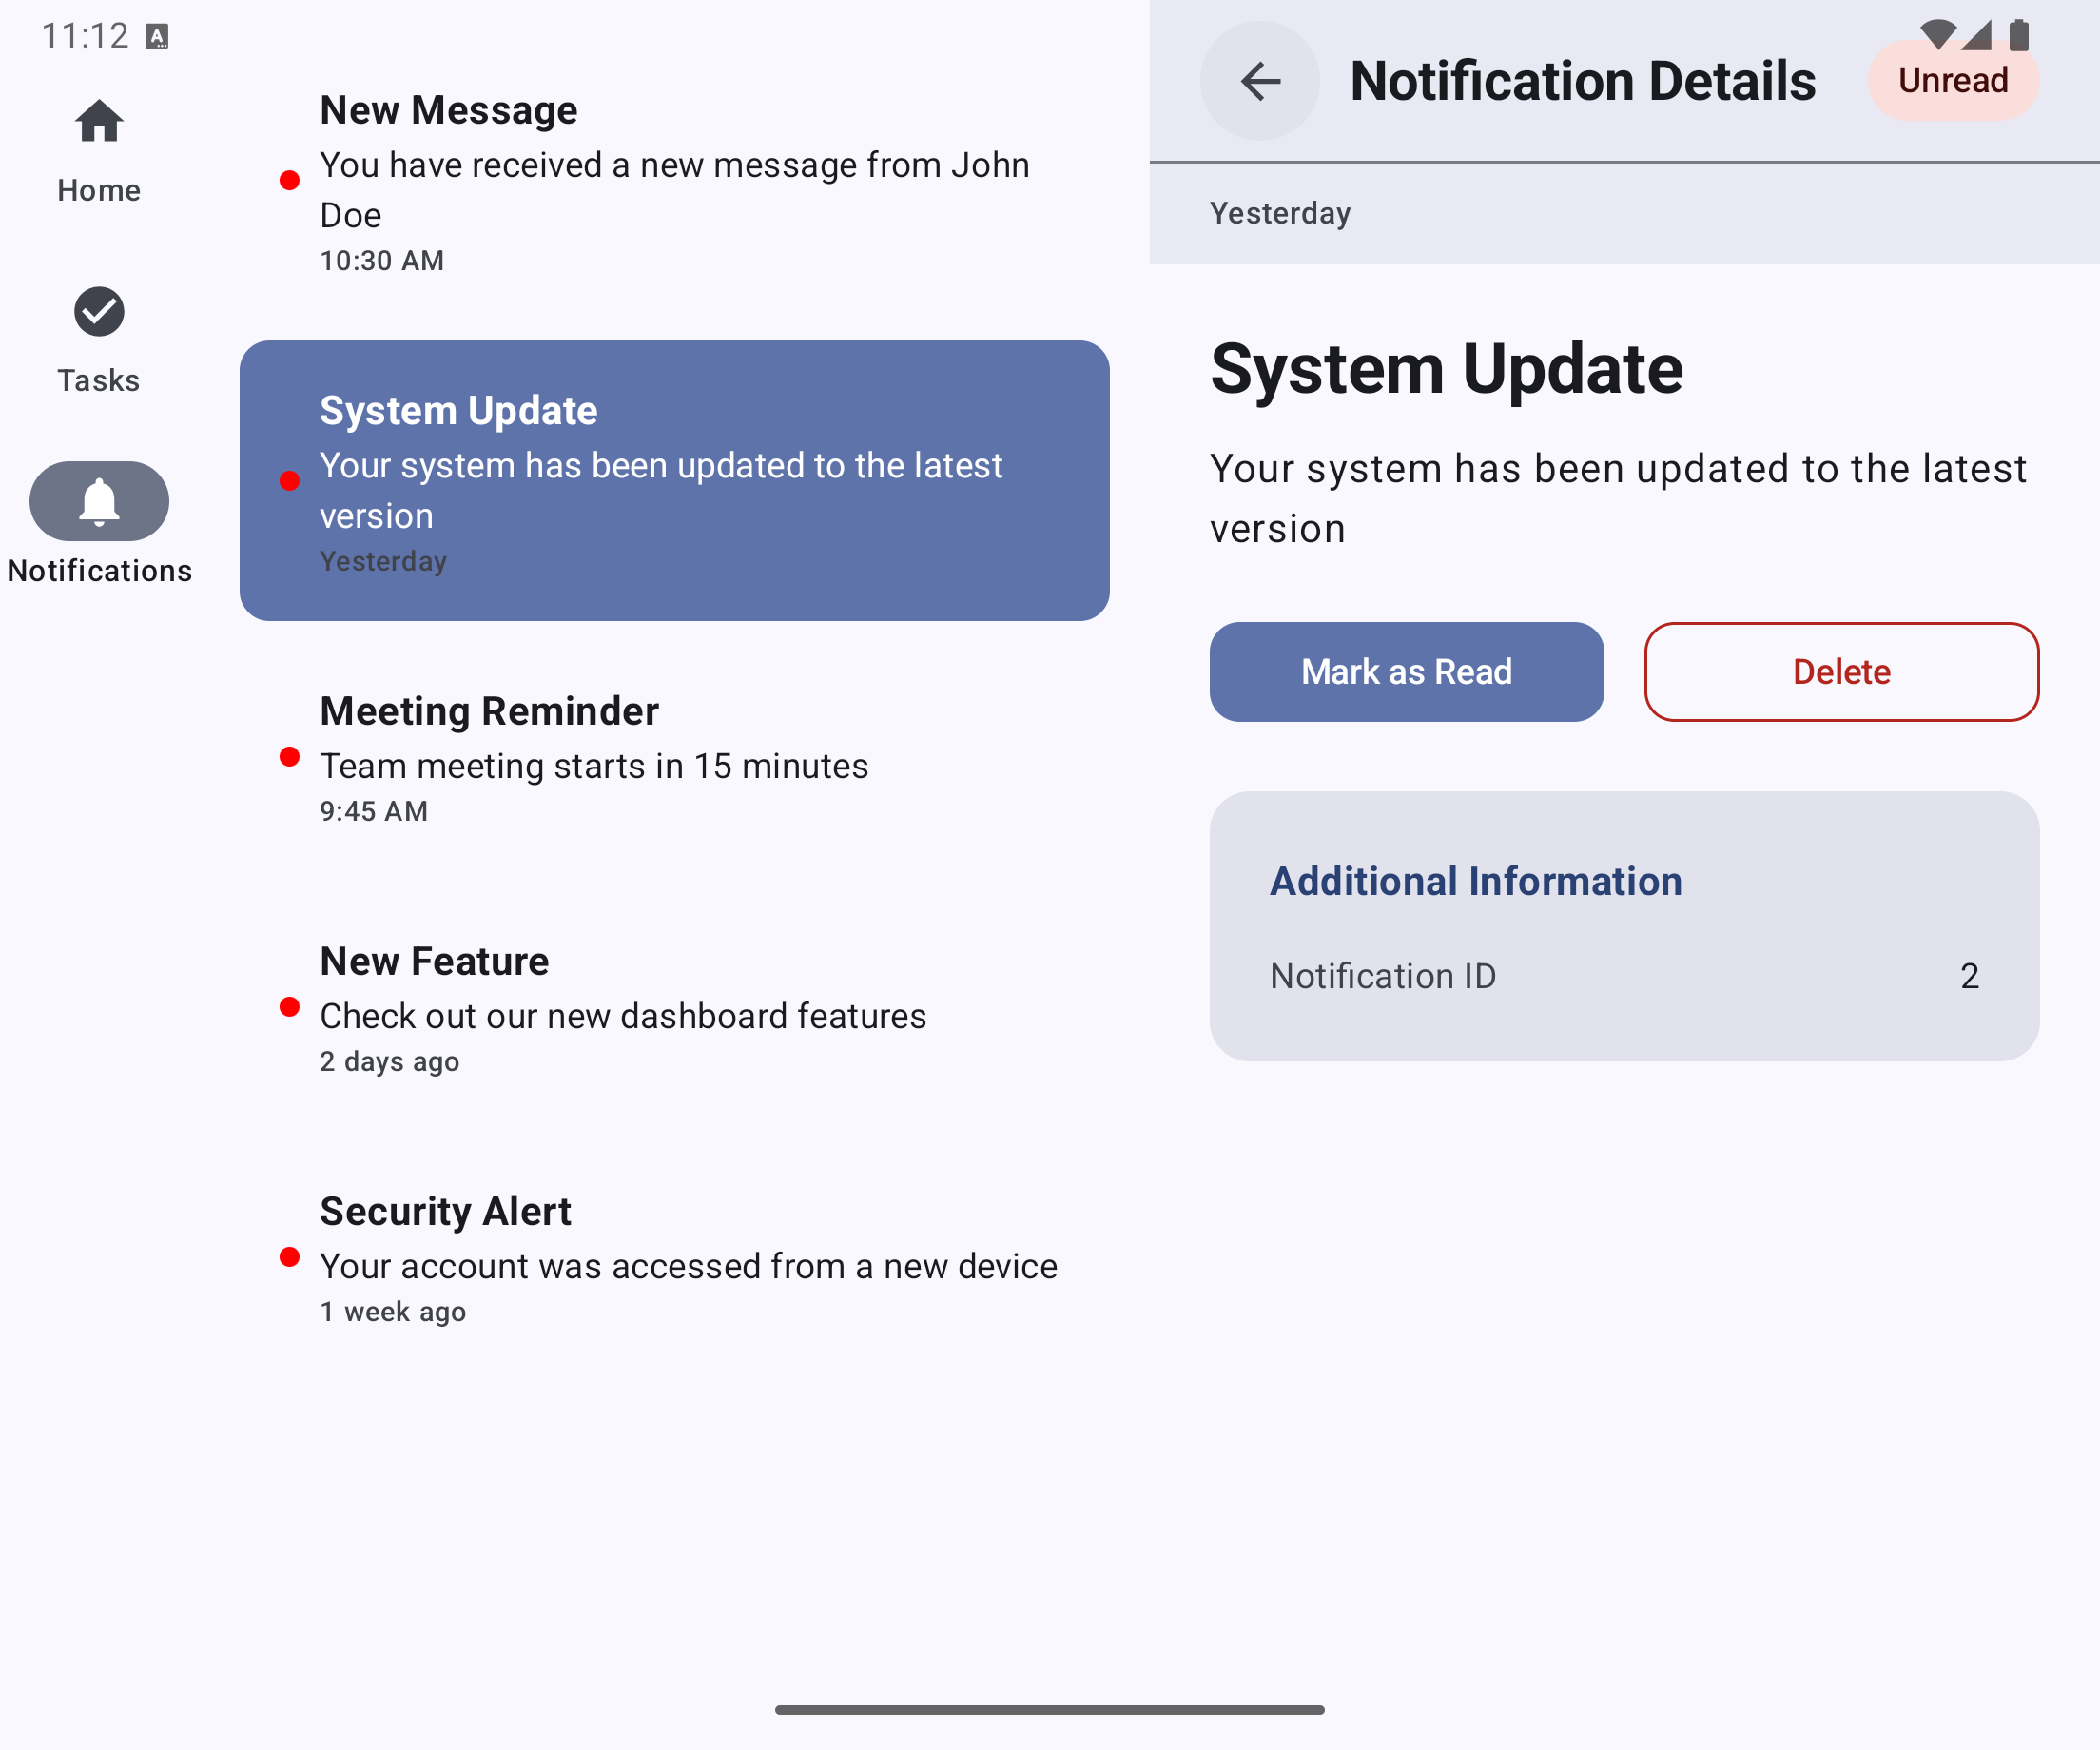 11:12
Home
Tasks
Notifications
New Message
You have received a new message from John
Doe
10:30 AM
System Update
Your system has been updated to the latest
version
Yesterday
Meeting Reminder
Team meeting starts in 15 minutes
9:45 AM
New Feature
Check out our new dashboard features
2 days ago
Security Alert
Your account was accessed from a new device
1 week ago
Notification Details
Unread
Yesterday
System Update
Your system has been updated to the latest
version
Mark as Read
Delete
Additional Information
Notification ID 2